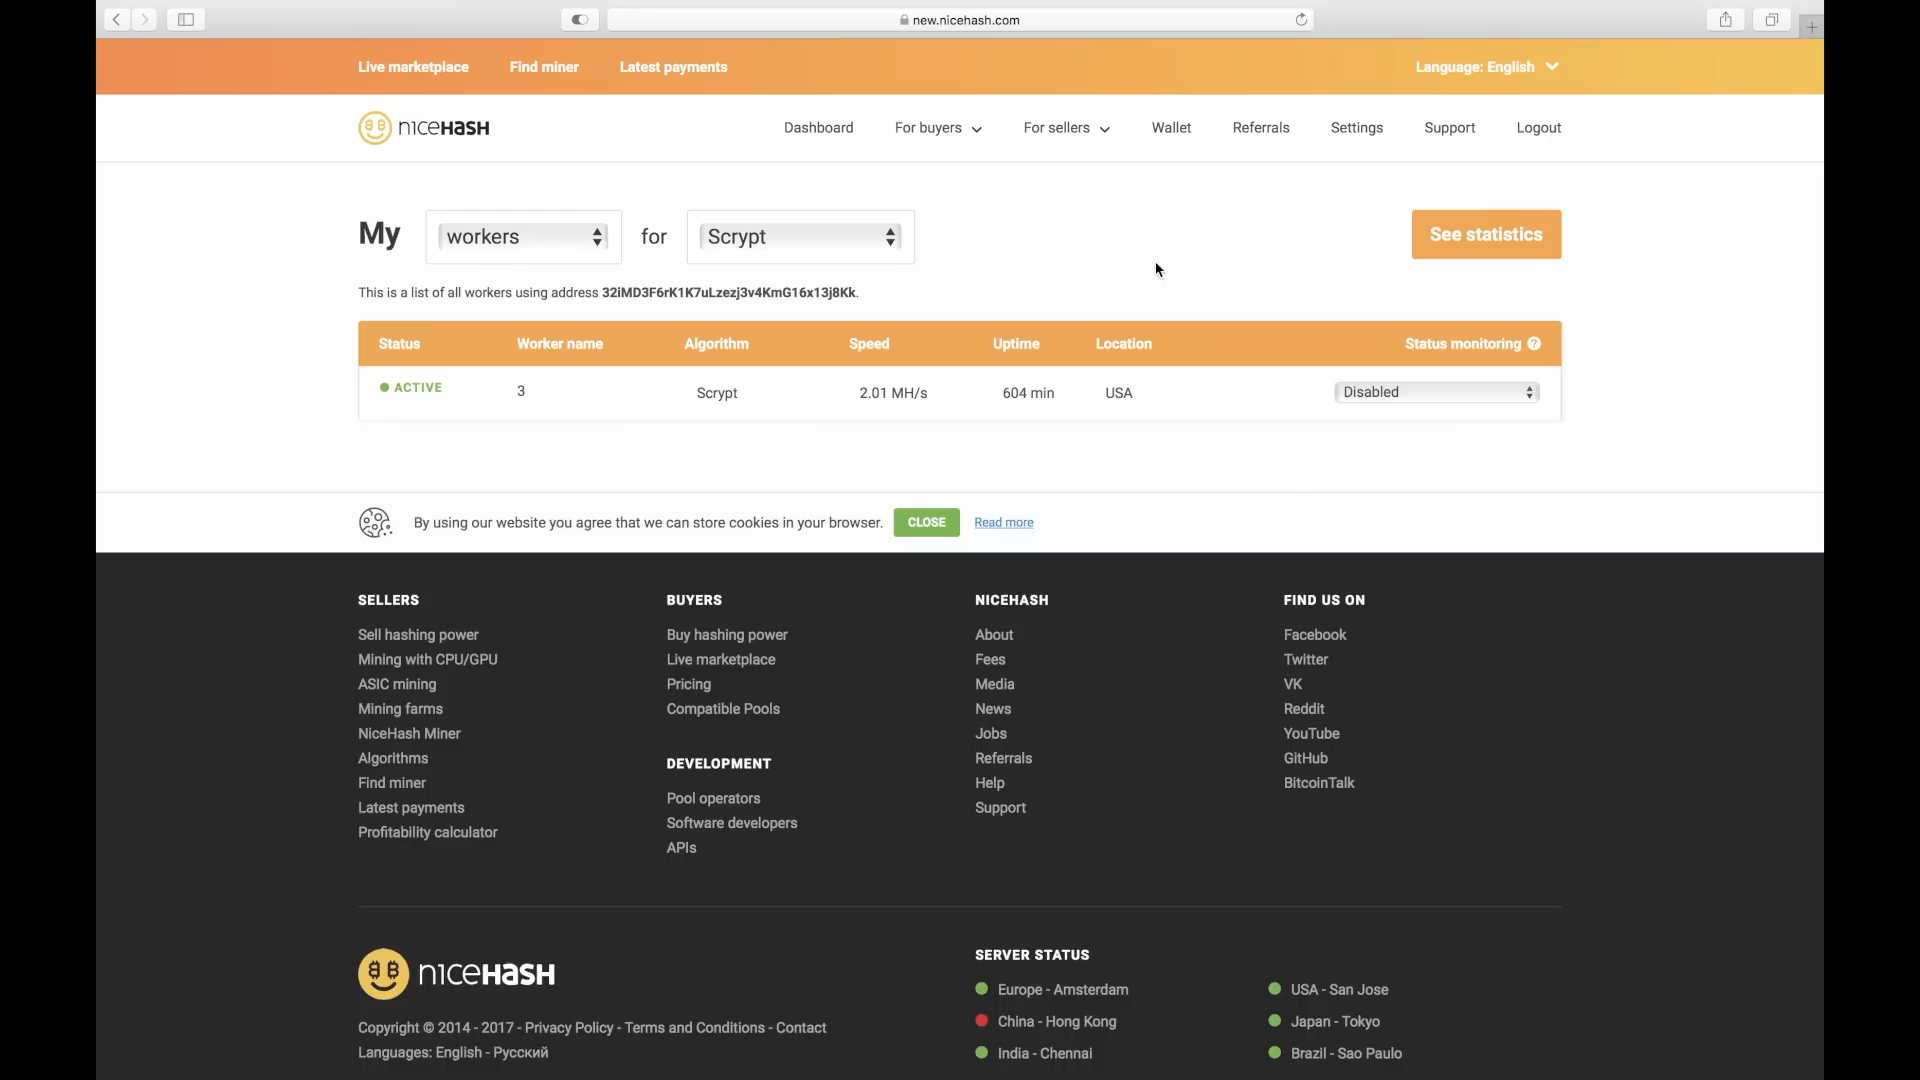 new.nicehash.com
Live marketplace Find miner Latest payments Language: English
nıceHasH Dashboard For buyers For sellers Wallet Referrals Settings Support Logout
My workers for Scrypt See statistics
This is a list of all workers using address 32iMD3F6rK1K7uLzezj3v4KmG16x13j8Kk.
Status Worker name Algorithm Speed Uptime Location Status monitoring ?
ACTIVE 3 Scrypt 2.01 MH/s 604 min USA Disabled
By using our website you agree that we can store cookies in your browser. CLOSE Read more
SELLERS
Sell hashing power
Mining with CPU/GPU
ASIC mining
Mining farms
NiceHash Miner
Algorithms
Find miner
Latest payments
Profitability calculator
BUYERS
Buy hashing power
Live marketplace
Pricing
Compatible Pools
DEVELOPMENT
Pool operators
Software developers
APIs
NICEHASH
About
Fees
Media
News
Jobs
Referrals
Help
Support
FIND US ON
Facebook
Twitter
VK
Reddit
YouTube
GitHub
BitcoinTalk
nıceHasH
Copyright © 2014 - 2017 - Privacy Policy - Terms and Conditions - Contact
Languages: English - Русский
SERVER STATUS
Europe - Amsterdam
China - Hong Kong
India - Chennai
USA - San Jose
Japan - Tokyo
Brazil - Sao Paulo